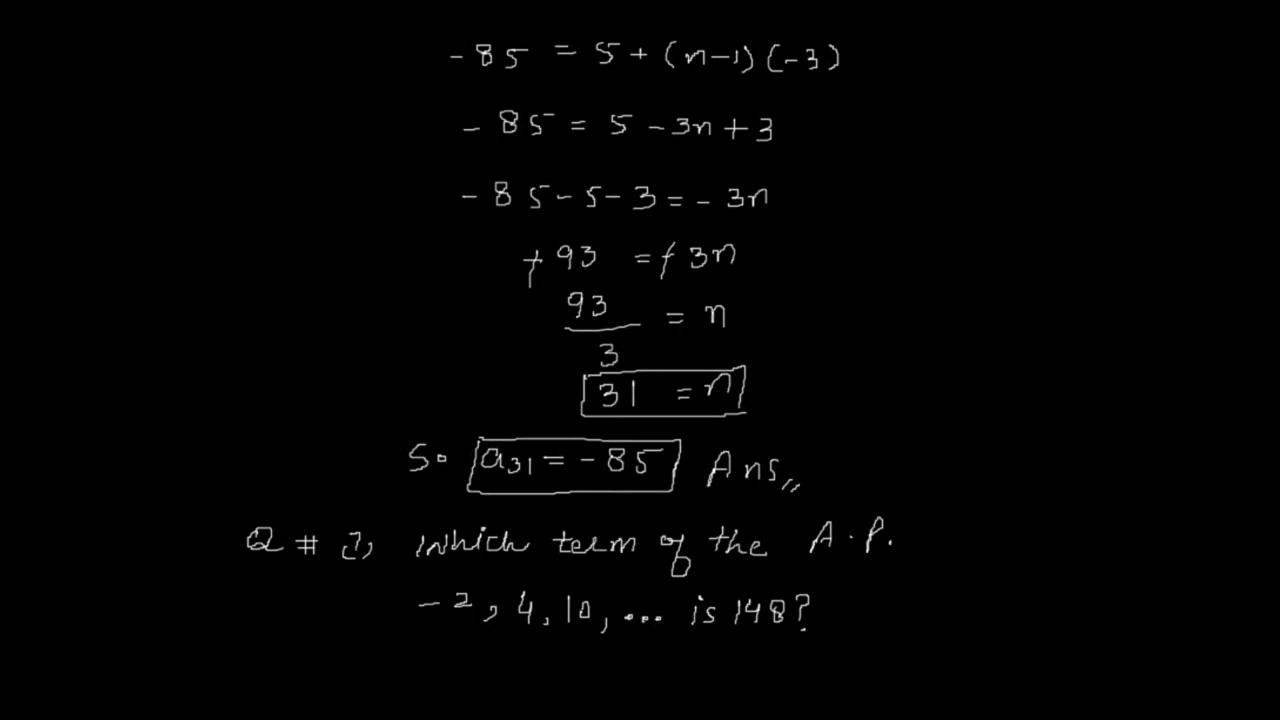 -85 = 5 + (n-1)(-3)
- 85 = 5 - 3n + 3
- 85 - 5 - 3 = - 3n
+ 93 = + 3n
93
= n
3
31 = n
So a₃₁ = - 85 Ans,,
Q # 7, Which term of the A.P.
-2, 4, 10, ... is 148?